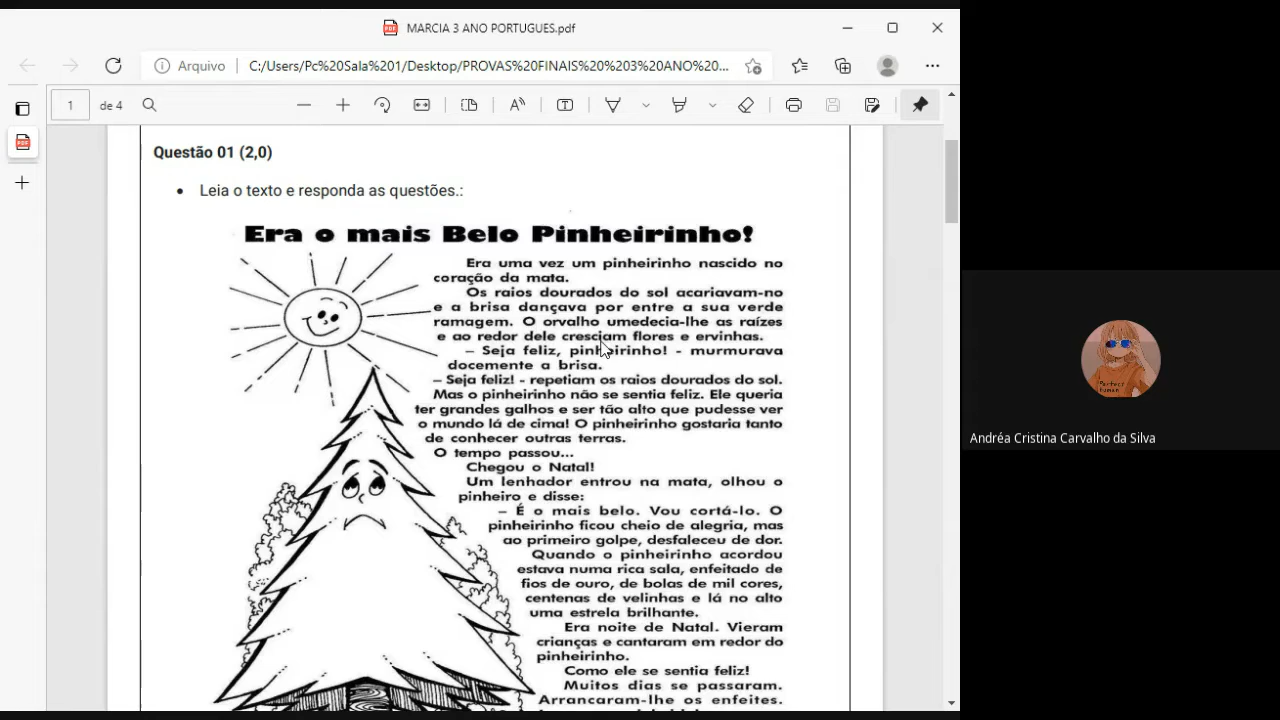 MARCIA 3 ANO PORTUGUES.pdf
Arquivo
C:/Users/Pc%20Sala%201/Desktop/PROVAS%20FINAIS%20%203%20ANO%20...
1 de 4
Questão 01 (2,0)
• Leia o texto e responda as questões.:
Era o mais Belo Pinheirinho!
Era uma vez um pinheirinho nascido no
coração da mata.
Os raios dourados do sol acariavam-no
e a brisa dançava por entre a sua verde
ramagem. O orvalho umedecia-lhe as raízes
e ao redor dele cresciam flores e ervinhas.
– Seja feliz, pinheirinho! - murmurava
docemente a brisa.
– Seja feliz! - repetiam os raios dourados do sol.
Mas o pinheirinho não se sentia feliz. Ele queria
ter grandes galhos e ser tão alto que pudesse ver
o mundo lá de cima! O pinheirinho gostaria tanto
de conhecer outras terras.
O tempo passou...
Chegou o Natal!
Um lenhador entrou na mata, olhou o
pinheiro e disse:
– É o mais belo. Vou cortá-lo. O
pinheirinho ficou cheio de alegria, mas
ao primeiro golpe, desfaleceu de dor.
Quando o pinheirinho acordou
estava numa rica sala, enfeitado de
fios de ouro, de bolas de mil cores,
centenas de velinhas e lá no alto
uma estrela brilhante.
Era noite de Natal. Vieram
crianças e cantaram em redor do
pinheirinho.
Como ele se sentia feliz!
Muitos dias se passaram.
Arrancaram-lhe os enfeites.
Perfect
human
Andréa Cristina Carvalho da Silva